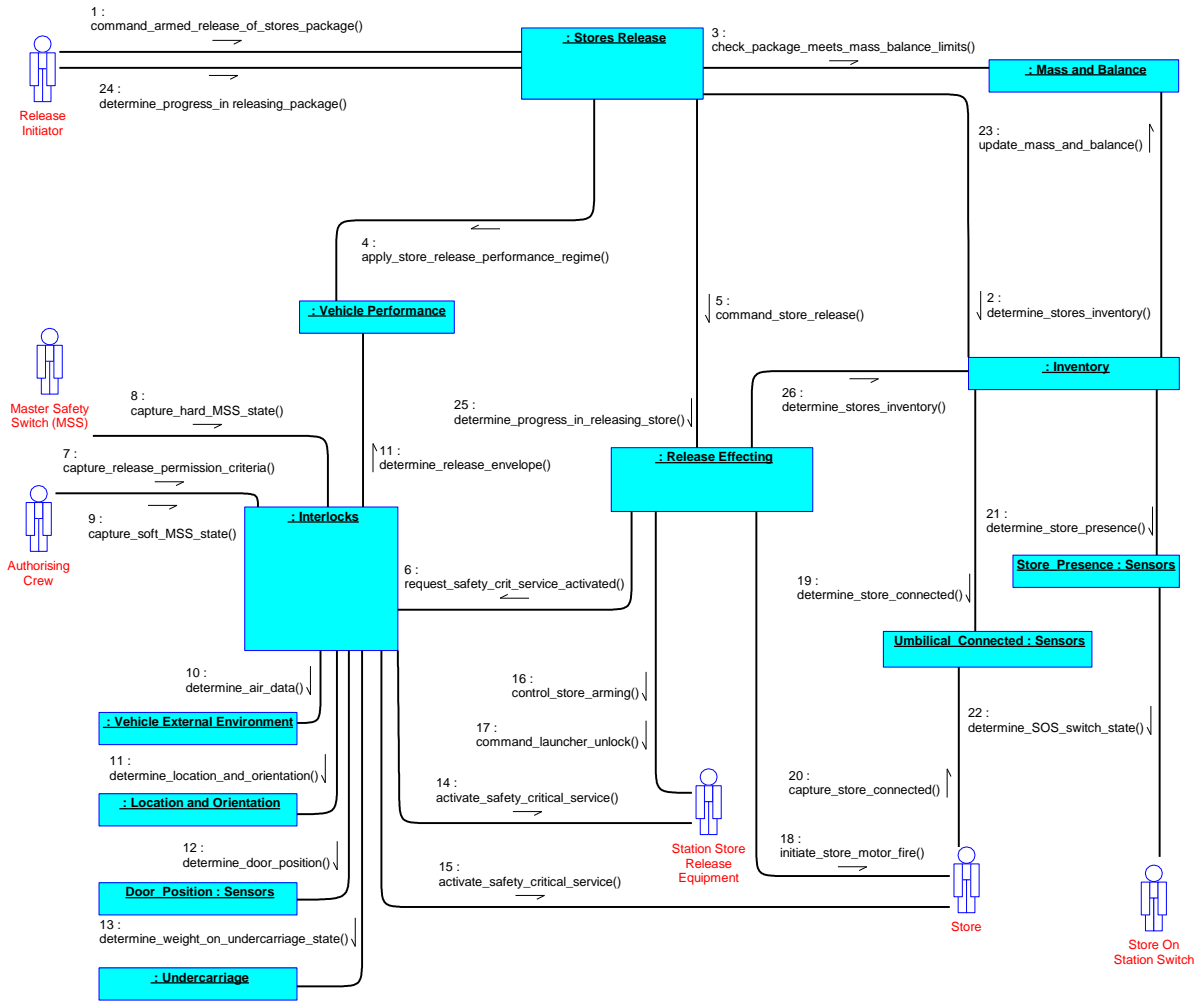 1 :
command_armed_release_of_stores_package()
: Stores Release
3 :
check_package_meets_mass_balance_limits()
: Mass and Balance
24 :
determine_progress_in releasing_package()
Release
Initiator
23 :
update_mass_and_balance()
4 :
apply_store_release_performance_regime()
: Vehicle Performance
5 :
command_store_release()
2 :
determine_stores_inventory()
Master Safety
Switch (MSS)
8 :
capture_hard_MSS_state()
: Inventory
25 :
determine_progress_in_releasing_store()
26 :
determine_stores_inventory()
7 :
capture_release_permission_criteria()
11 :
determine_release_envelope()
: Release Effecting
9 :
capture_soft_MSS_state()
Authorising
Crew
: Interlocks
21 :
determine_store_presence()
6 :
request_safety_crit_service_activated()
Store_Presence : Sensors
19 :
determine_store_connected()
Umbilical_Connected : Sensors
10 :
determine_air_data()
16 :
control_store_arming()
: Vehicle External Environment
17 :
command_launcher_unlock()
22 :
determine_SOS_switch_state()
11 :
determine_location_and_orientation()
: Location and Orientation
14 :
activate_safety_critical_service()
20 :
capture_store_connected()
12 :
determine_door_position()
Station Store
Release
Equipment
18 :
initiate_store_motor_fire()
Door_Position : Sensors
15 :
activate_safety_critical_service()
Store
13 :
determine_weight_on_undercarriage_state()
Store On
Station Switch
: Undercarriage